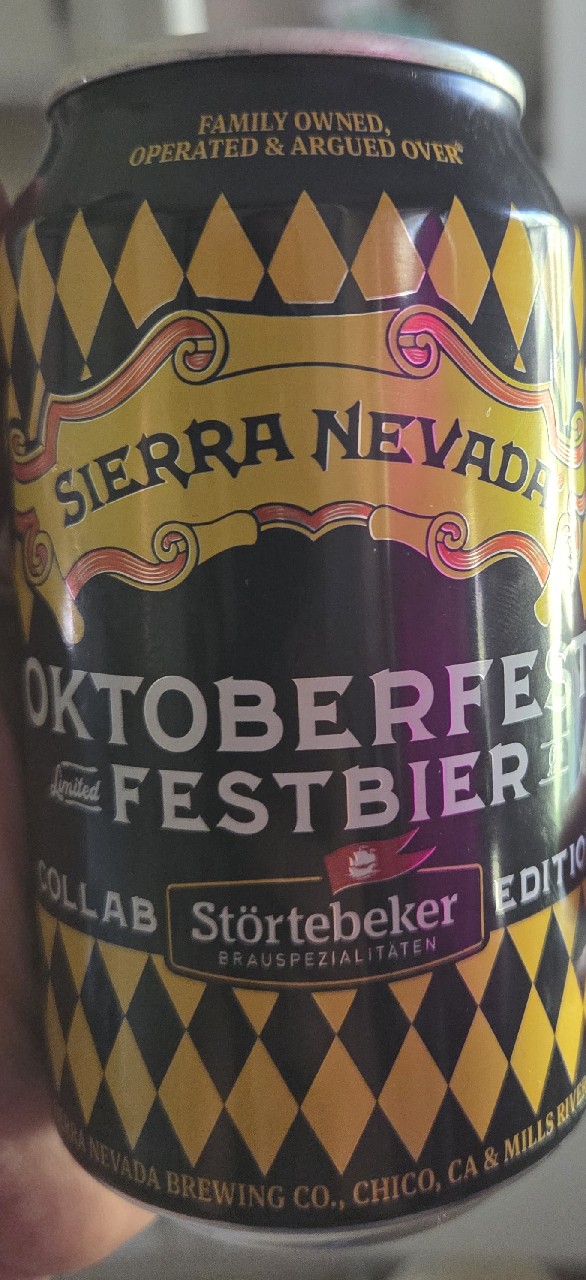 FAMILY OWNED,
OPERATED & ARGUED OVER®
SIERRA NEVADA
OKTOBERFEST
Limited FESTBIER
COLLAB Störtebeker EDITIO
BRAUSPEZIALITÄTEN
NEVADA BREWING CO., CHICO, CA & MILLS RIVE